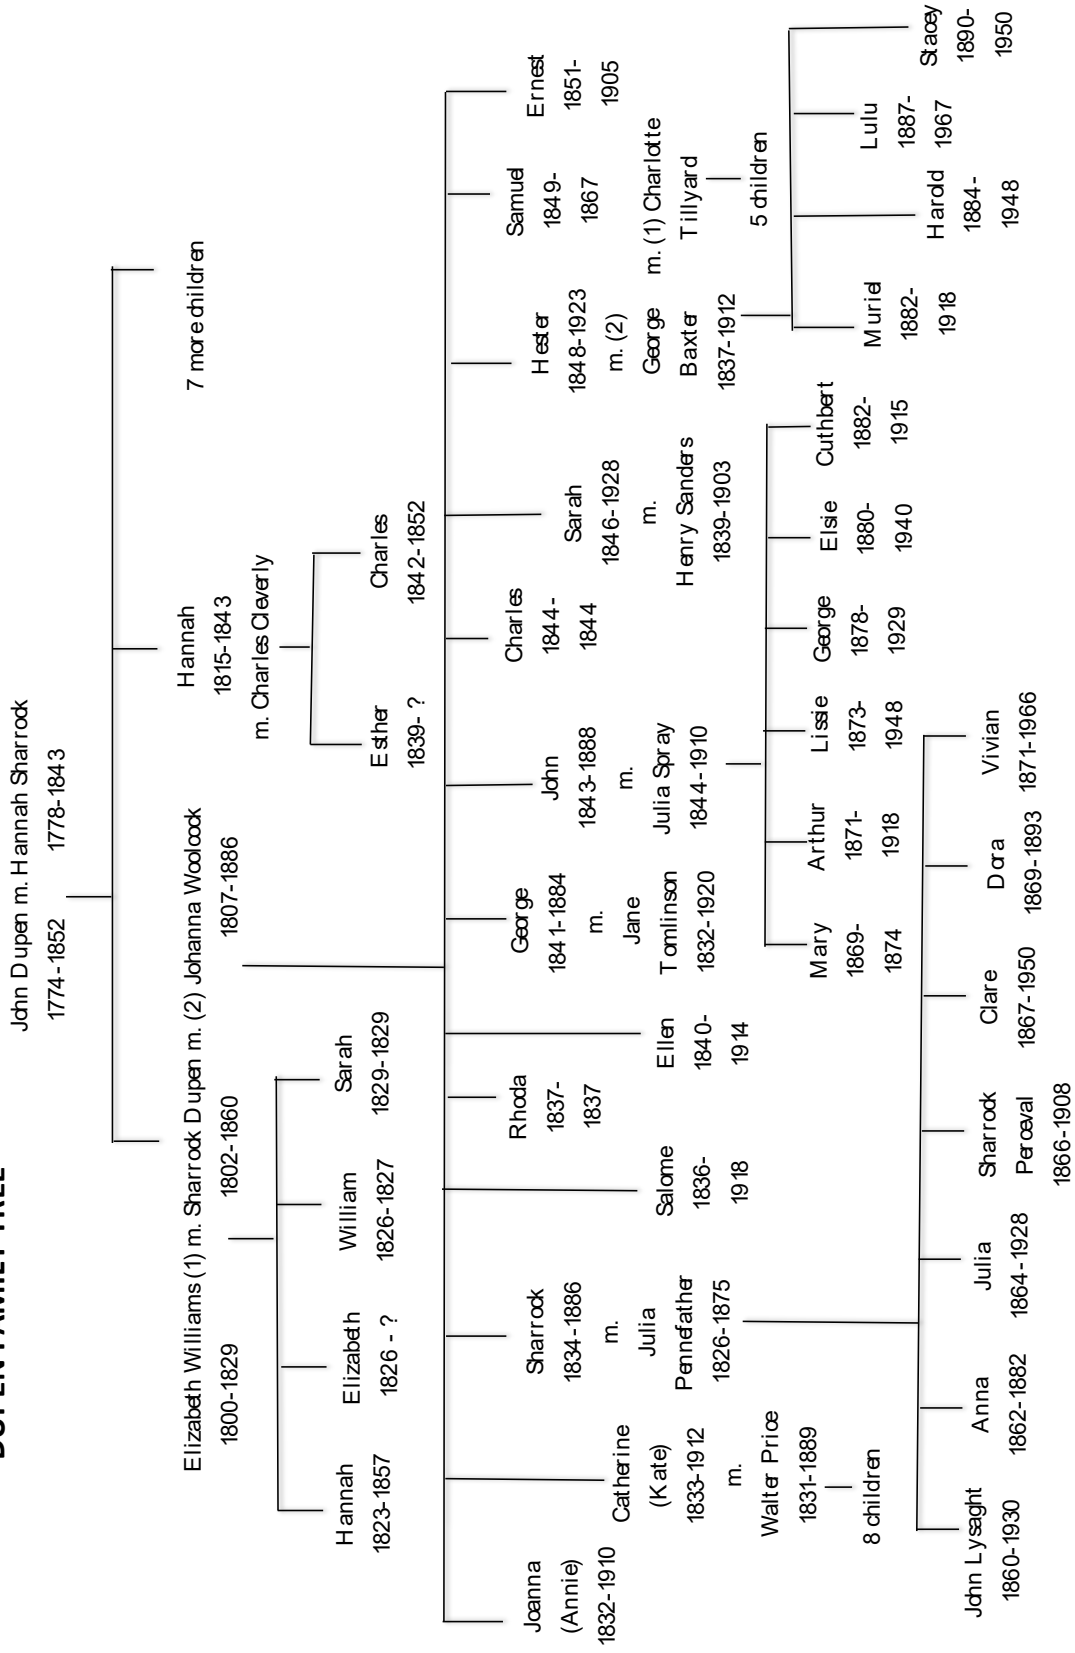 DUPEN FAMILY TREE
John Dupen m. Hannah Sharrock
1774-1852 1778-1843
Elizabeth Williams (1) m. Sharrock Dupen m. (2) Johanna Woolcock
1800-1829 1802-1860 1807-1886
Hannah
1815-1843
m. Charles Cleverly
7 more children
Hannah
1823-1857
Elizabeth
1826 - ?
William
1826-1827
Sarah
1829-1829
Esther
1839- ?
Charles
1842-1852
Joanna
(Annie)
1832-1910
Catherine
(Kate)
1833-1912
m.
Walter Price
1831-1889
8 children
Sharrock
1834-1886
m.
Julia
Pennefather
1826-1875
Salome
1836-
1918
Rhoda
1837-
1837
Ellen
1840-
1914
George
1841-1884
m.
Jane
Tomlinson
1832-1920
John
1843-1888
m.
Julia Spray
1844-1910
Charles
1844-
1844
Sarah
1846-1928
m.
Henry Sanders
1839-1903
Hester
1848-1923
m. (2)
George
Baxter
1837-1912
m. (1) Charlotte
Tillyard
5 children
Samuel
1849-
1867
Ernest
1851-
1905
Mary
1869-
1874
Arthur
1871-
1918
Lissie
1873-
1948
George
1878-
1929
Elsie
1880-
1940
Cuthbert
1882-
1915
Muriel
1882-
1918
Harold
1884-
1948
Lulu
1887-
1967
Stacey
1890-
1950
John Lysaght
1860-1930
Anna
1862-1882
Julia
1864-1928
Sharrock
Perceval
1866-1908
Clare
1867-1950
Dora
1869-1893
Vivian
1871-1966